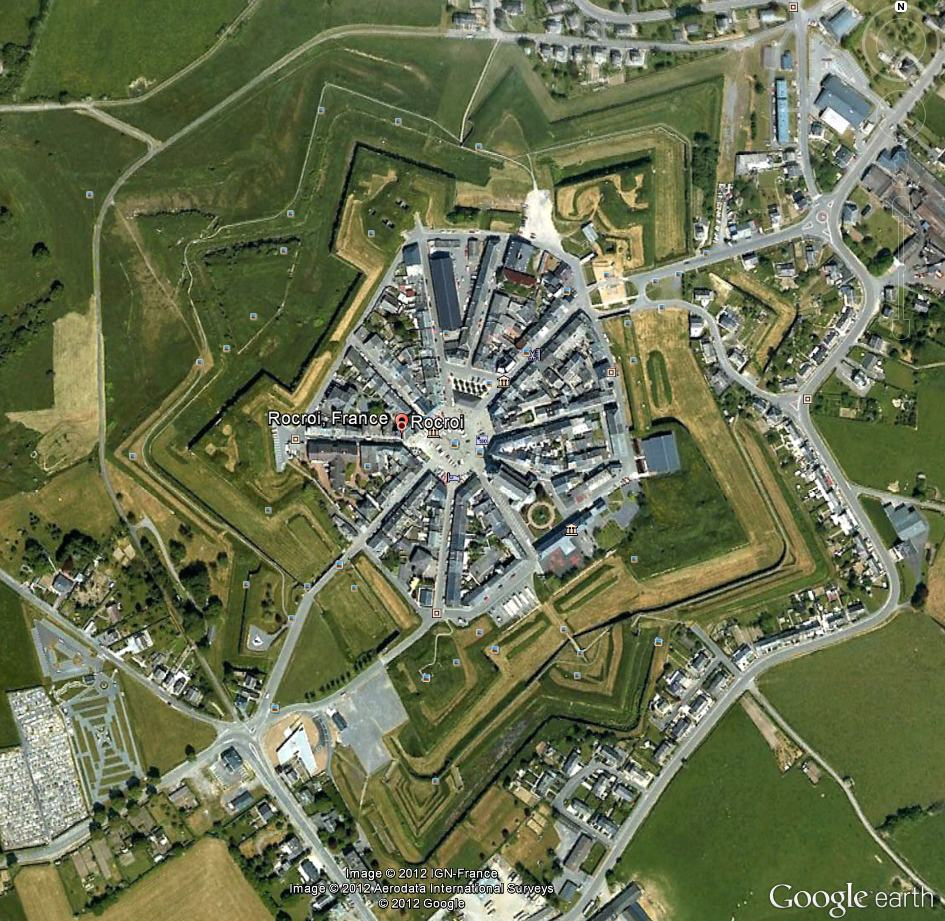 N
Rocroi, France
Rocroi
Image © 2012 IGN-France
Image © 2012 Aerodata International Surveys
© 2012 Google
Google earth